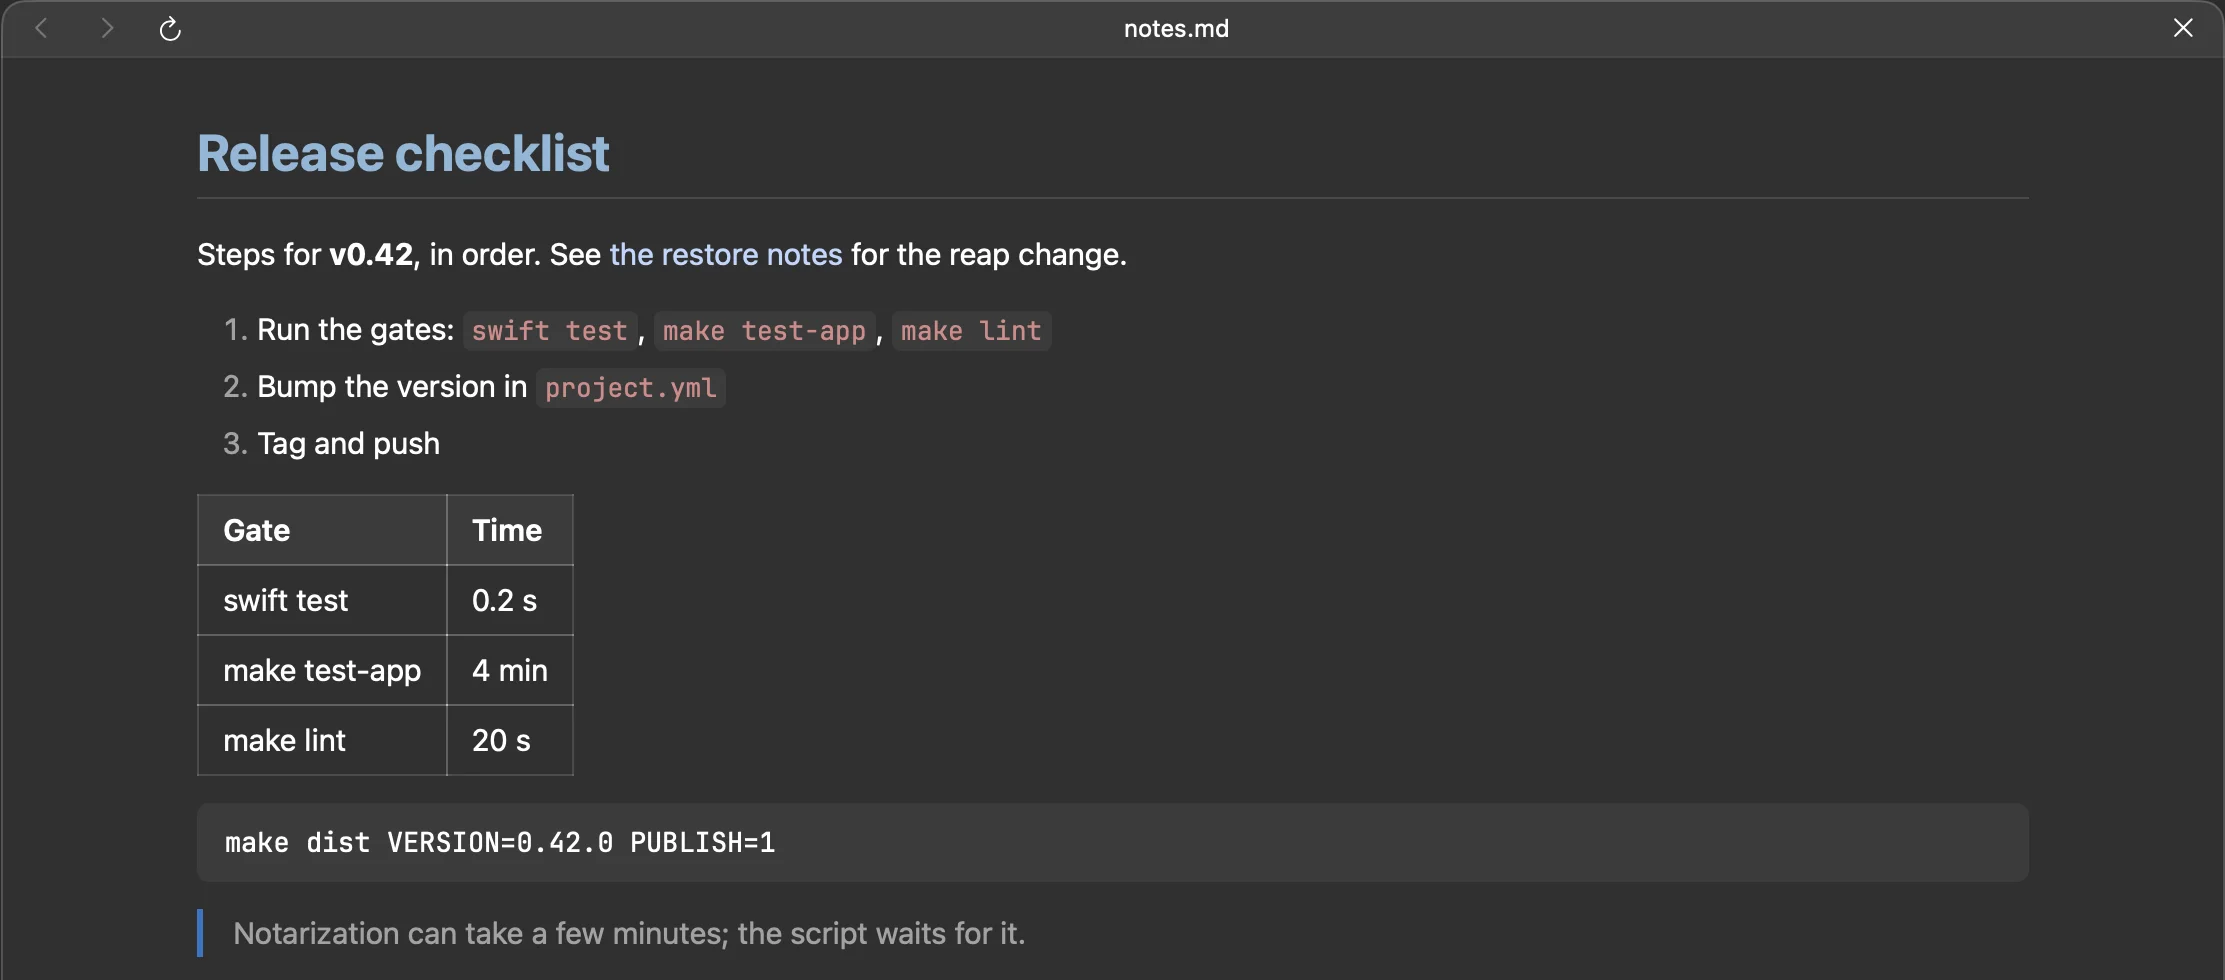 notes.md
Release checklist
Steps for v0.42, in order. See the restore notes for the reap change.
1. Run the gates: swift test, make test-app, make lint
2. Bump the version in project.yml
3. Tag and push
Gate Time
swift test 0.2 s
make test-app 4 min
make lint 20 s
make dist VERSION=0.42.0 PUBLISH=1
Notarization can take a few minutes; the script waits for it.